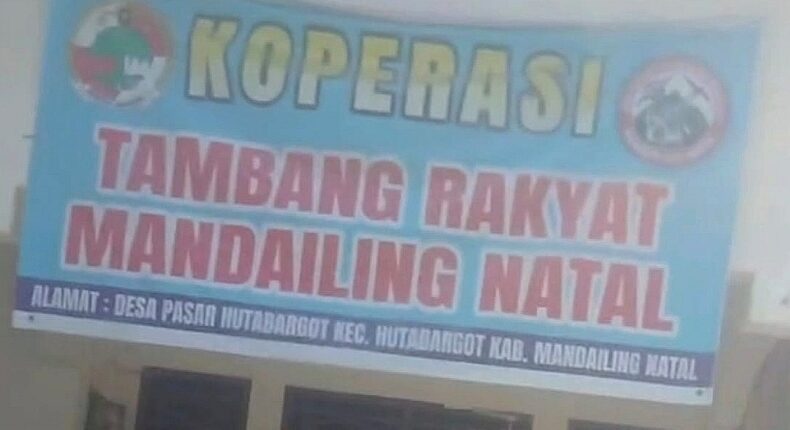 KOPERASI
TAMBANG RAKYAT
MANDAILING NATAL
ALAMAT : DESA PASAR HUTABARGOT KEC. HUTABARGOT KAB. MANDAILING NATAL